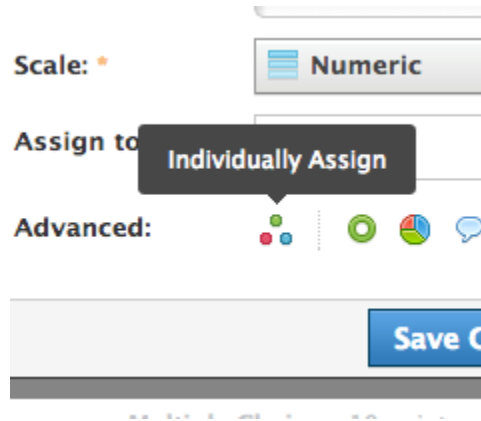 Scale: *
Numeric
Assign to
Individually Assign
Advanced:
Save